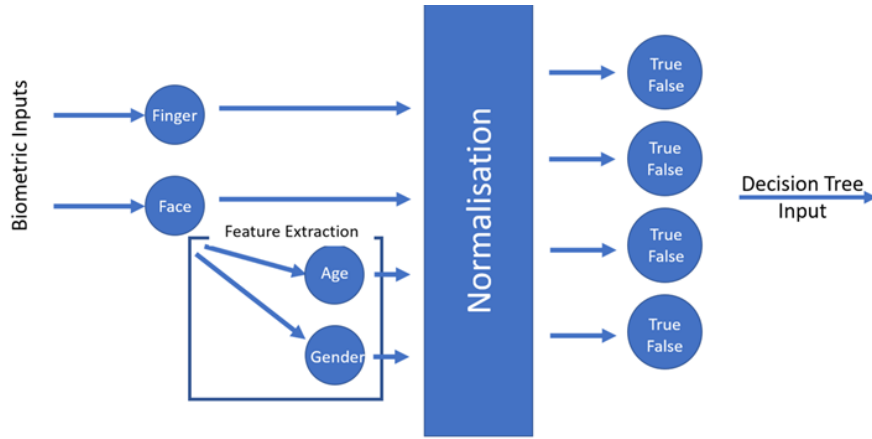 Biometric Inputs
Finger
Face
Feature Extraction
Age
Gender
Normalisation
True
False
True
False
True
False
True
False
Decision Tree
Input